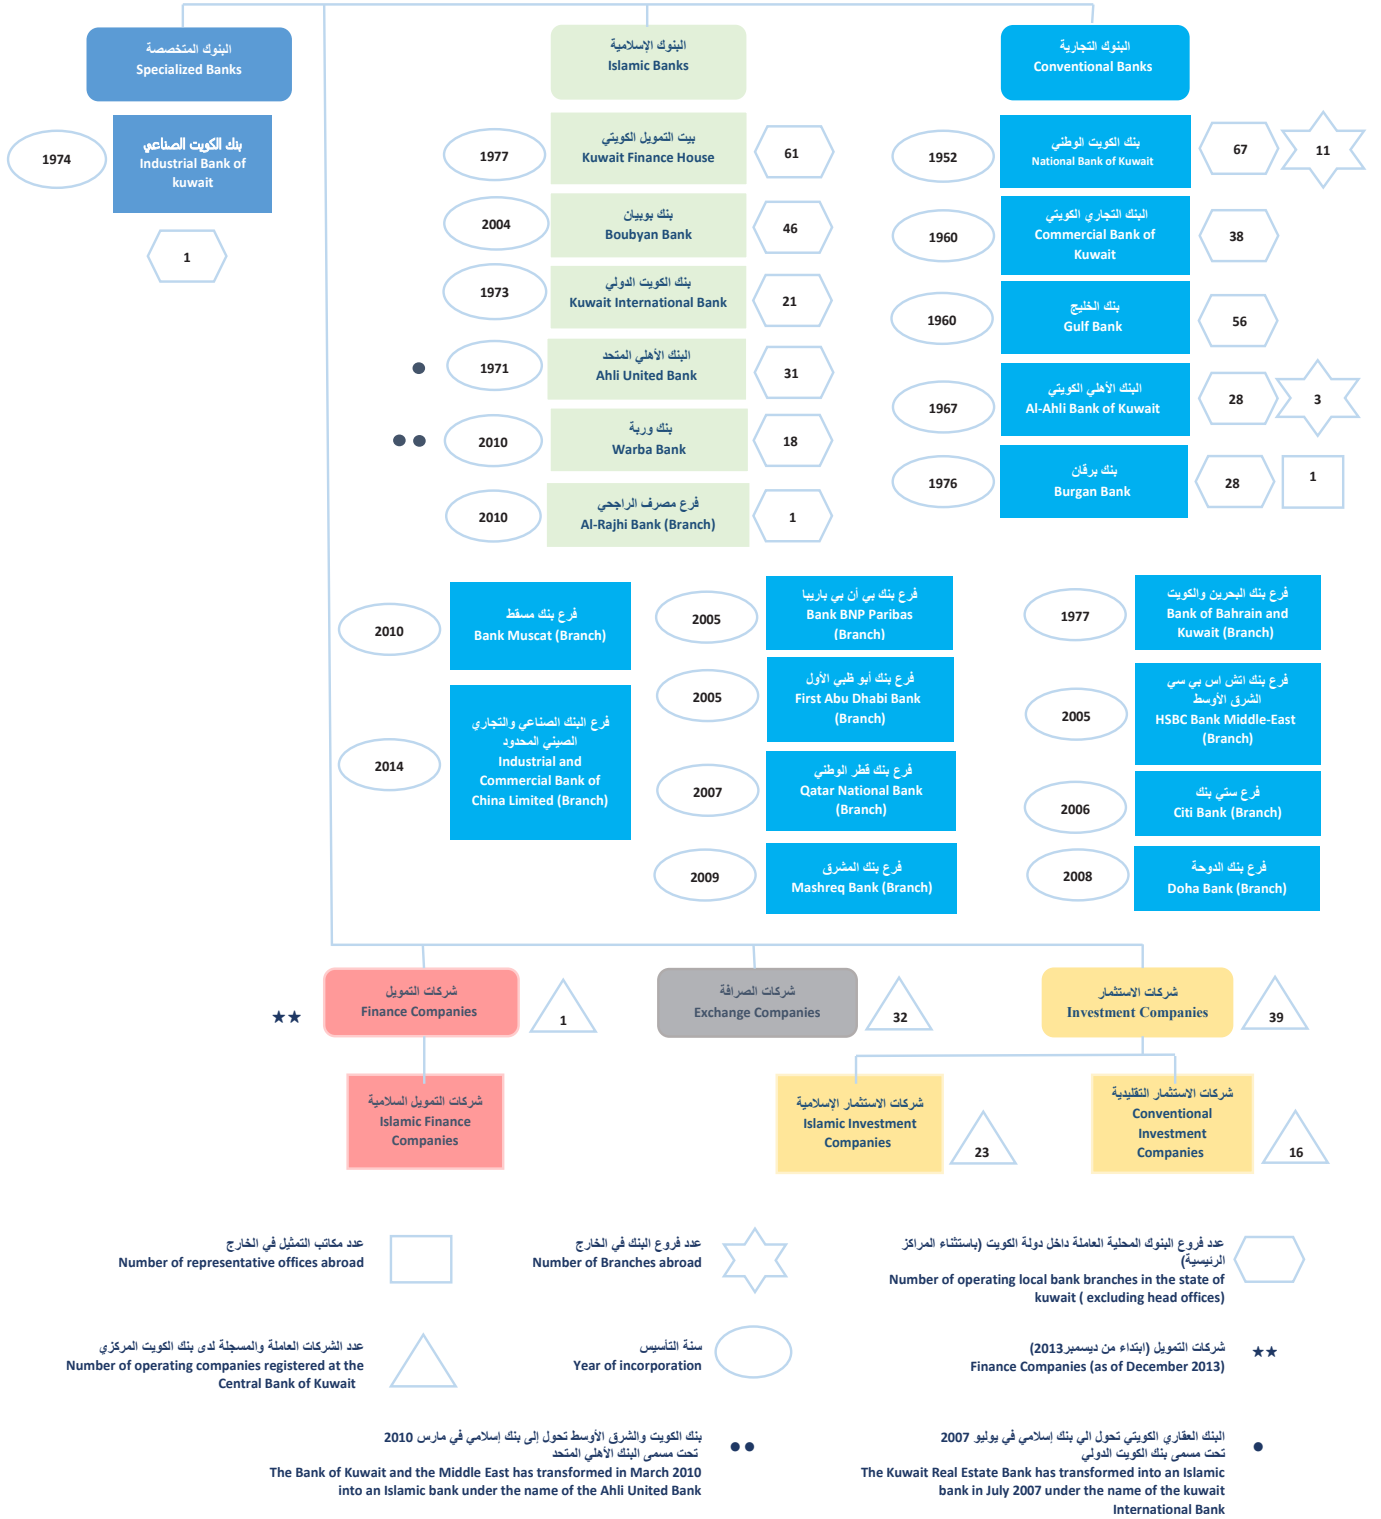 البنوك المتخصصة
Specialized Banks
البنوك الإسلامية
Islamic Banks
البنوك التجارية
Conventional Banks
1974
بنك الكويت الصناعي
Industrial Bank of
kuwait
1
1977
بيت التمويل الكويتي
Kuwait Finance House
61
2004
بنك بوبيان
Boubyan Bank
46
1973
بنك الكويت الدولي
Kuwait International Bank
21
1971
البنك الأهلي المتحد
Ahli United Bank
31
2010
بنك وربة
Warba Bank
18
2010
فرع مصرف الراجحي
Al-Rajhi Bank (Branch)
1
1952
بنك الكويت الوطني
National Bank of Kuwait
67
11
1960
البنك التجاري الكويتي
Commercial Bank of
Kuwait
38
1960
بنك الخليج
Gulf Bank
56
1967
البنك الأهلي الكويتي
Al-Ahli Bank of Kuwait
28
3
1976
بنك برقان
Burgan Bank
28
1
2010
فرع بنك مسقط
Bank Muscat (Branch)
2014
فرع البنك الصناعي والتجاري
الصيني المحدود
Industrial and
Commercial Bank of
China Limited (Branch)
2005
فرع بنك بي أن بي باريبا
Bank BNP Paribas
(Branch)
2005
فرع بنك أبو ظبي الأول
First Abu Dhabi Bank
(Branch)
2007
فرع بنك قطر الوطني
Qatar National Bank
(Branch)
2009
فرع بنك المشرق
Mashreq Bank (Branch)
1977
فرع بنك البحرين والكويت
Bank of Bahrain and
Kuwait (Branch)
2005
فرع بنك اتش اس بي سي
الشرق الأوسط
HSBC Bank Middle-East
(Branch)
2006
فرع ستي بنك
Citi Bank (Branch)
2008
فرع بنك الدوحة
Doha Bank (Branch)
★★
شركات التمويل
Finance Companies
1
شركات الصرافة
Exchange Companies
32
شركات الاستثمار
Investment Companies
39
شركات التمويل السلامية
Islamic Finance
Companies
شركات الاستثمار الإسلامية
Islamic Investment
Companies
23
شركات الاستثمار التقليدية
Conventional
Investment
Companies
16
عدد مكاتب التمثيل في الخارج
Number of representative offices abroad
عدد فروع البنك في الخارج
Number of Branches abroad
عدد فروع البنوك المحلية العاملة داخل دولة الكويت (باستثناء المراكز
الرئيسية)
Number of operating local bank branches in the state of
kuwait ( excluding head offices)
عدد الشركات العاملة والمسجلة لدى بنك الكويت المركزي
Number of operating companies registered at the
Central Bank of Kuwait
سنة التأسيس
Year of incorporation
شركات التمويل (ابتداء من ديسمبر2013)
Finance Companies (as of December 2013)
★★
بنك الكويت والشرق الأوسط تحول إلى بنك إسلامي في مارس 2010
تحت مسمى البنك الأهلي المتحد
The Bank of Kuwait and the Middle East has transformed in March 2010
into an Islamic bank under the name of the Ahli United Bank
البنك العقاري الكويتي تحول الي بنك إسلامي في يوليو 2007
تحت مسمى بنك الكويت الدولي
The Kuwait Real Estate Bank has transformed into an Islamic
bank in July 2007 under the name of the kuwait
International Bank